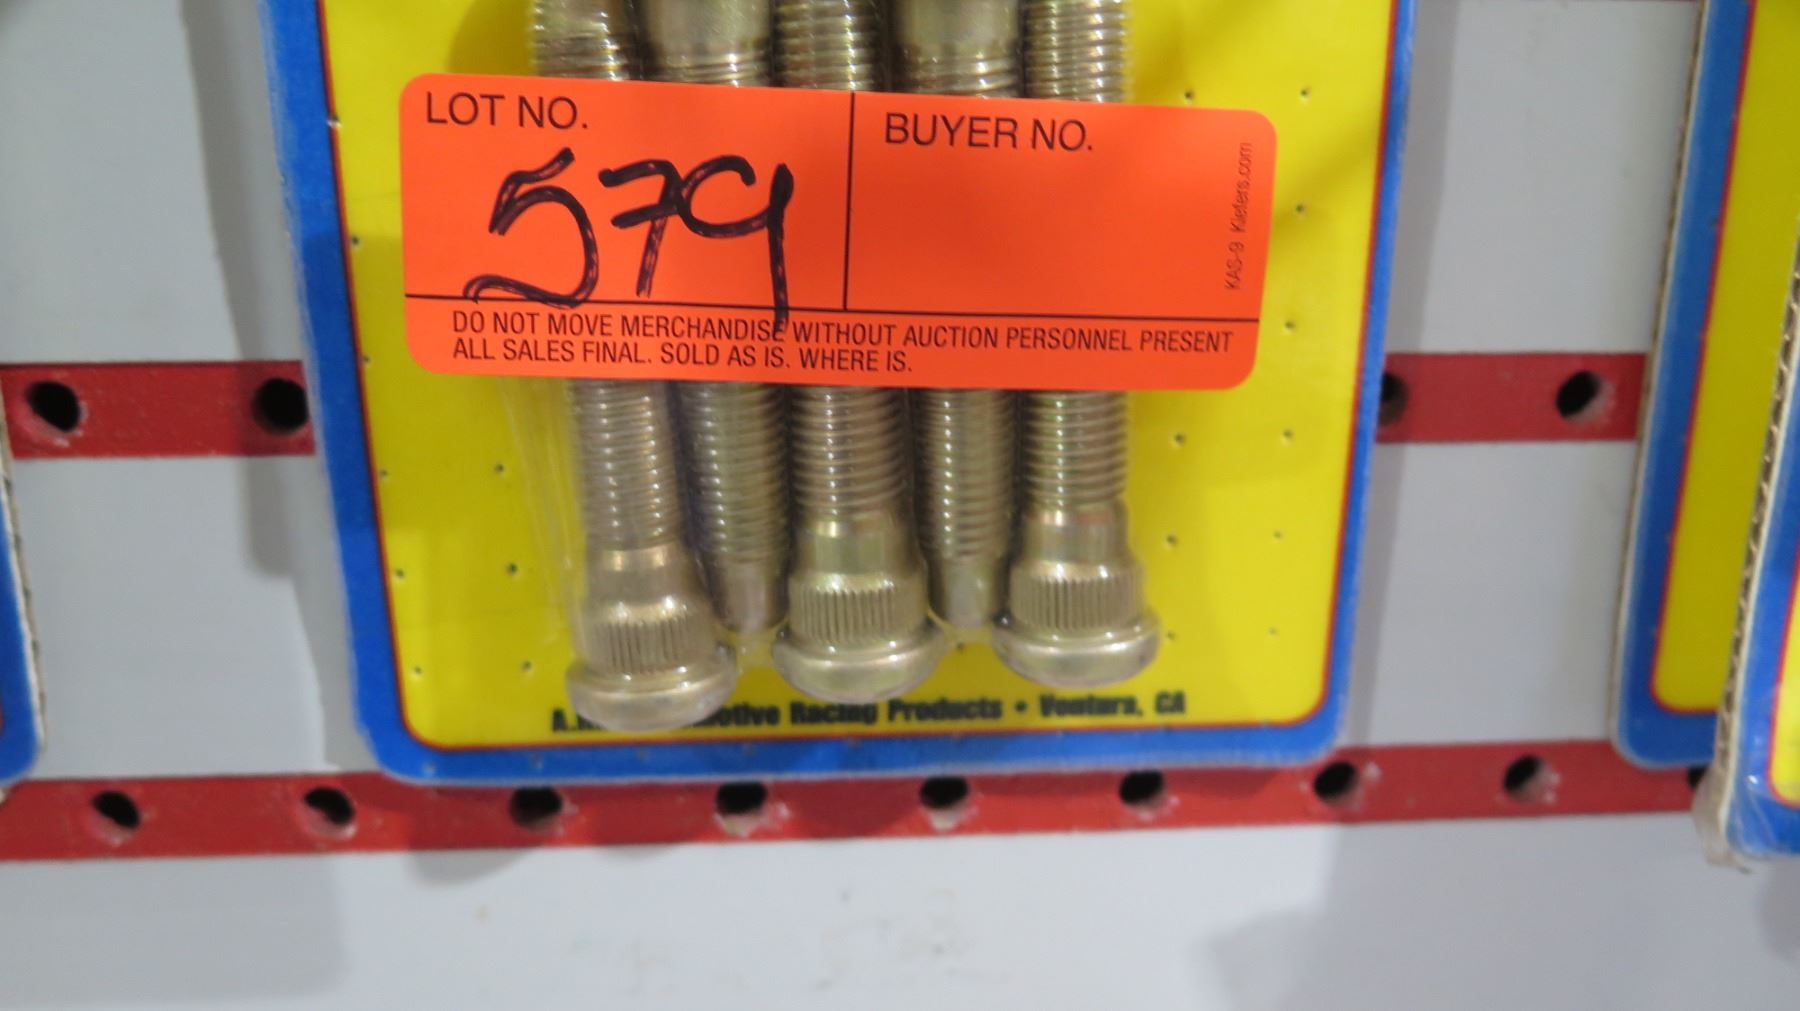 LOT NO.
579
BUYER NO.
KAS-9 Kiefers.com
DO NOT MOVE MERCHANDISE WITHOUT AUCTION PERSONNEL PRESENT
ALL SALES FINAL. SOLD AS IS. WHERE IS.
Racing Products • Ventura, CA